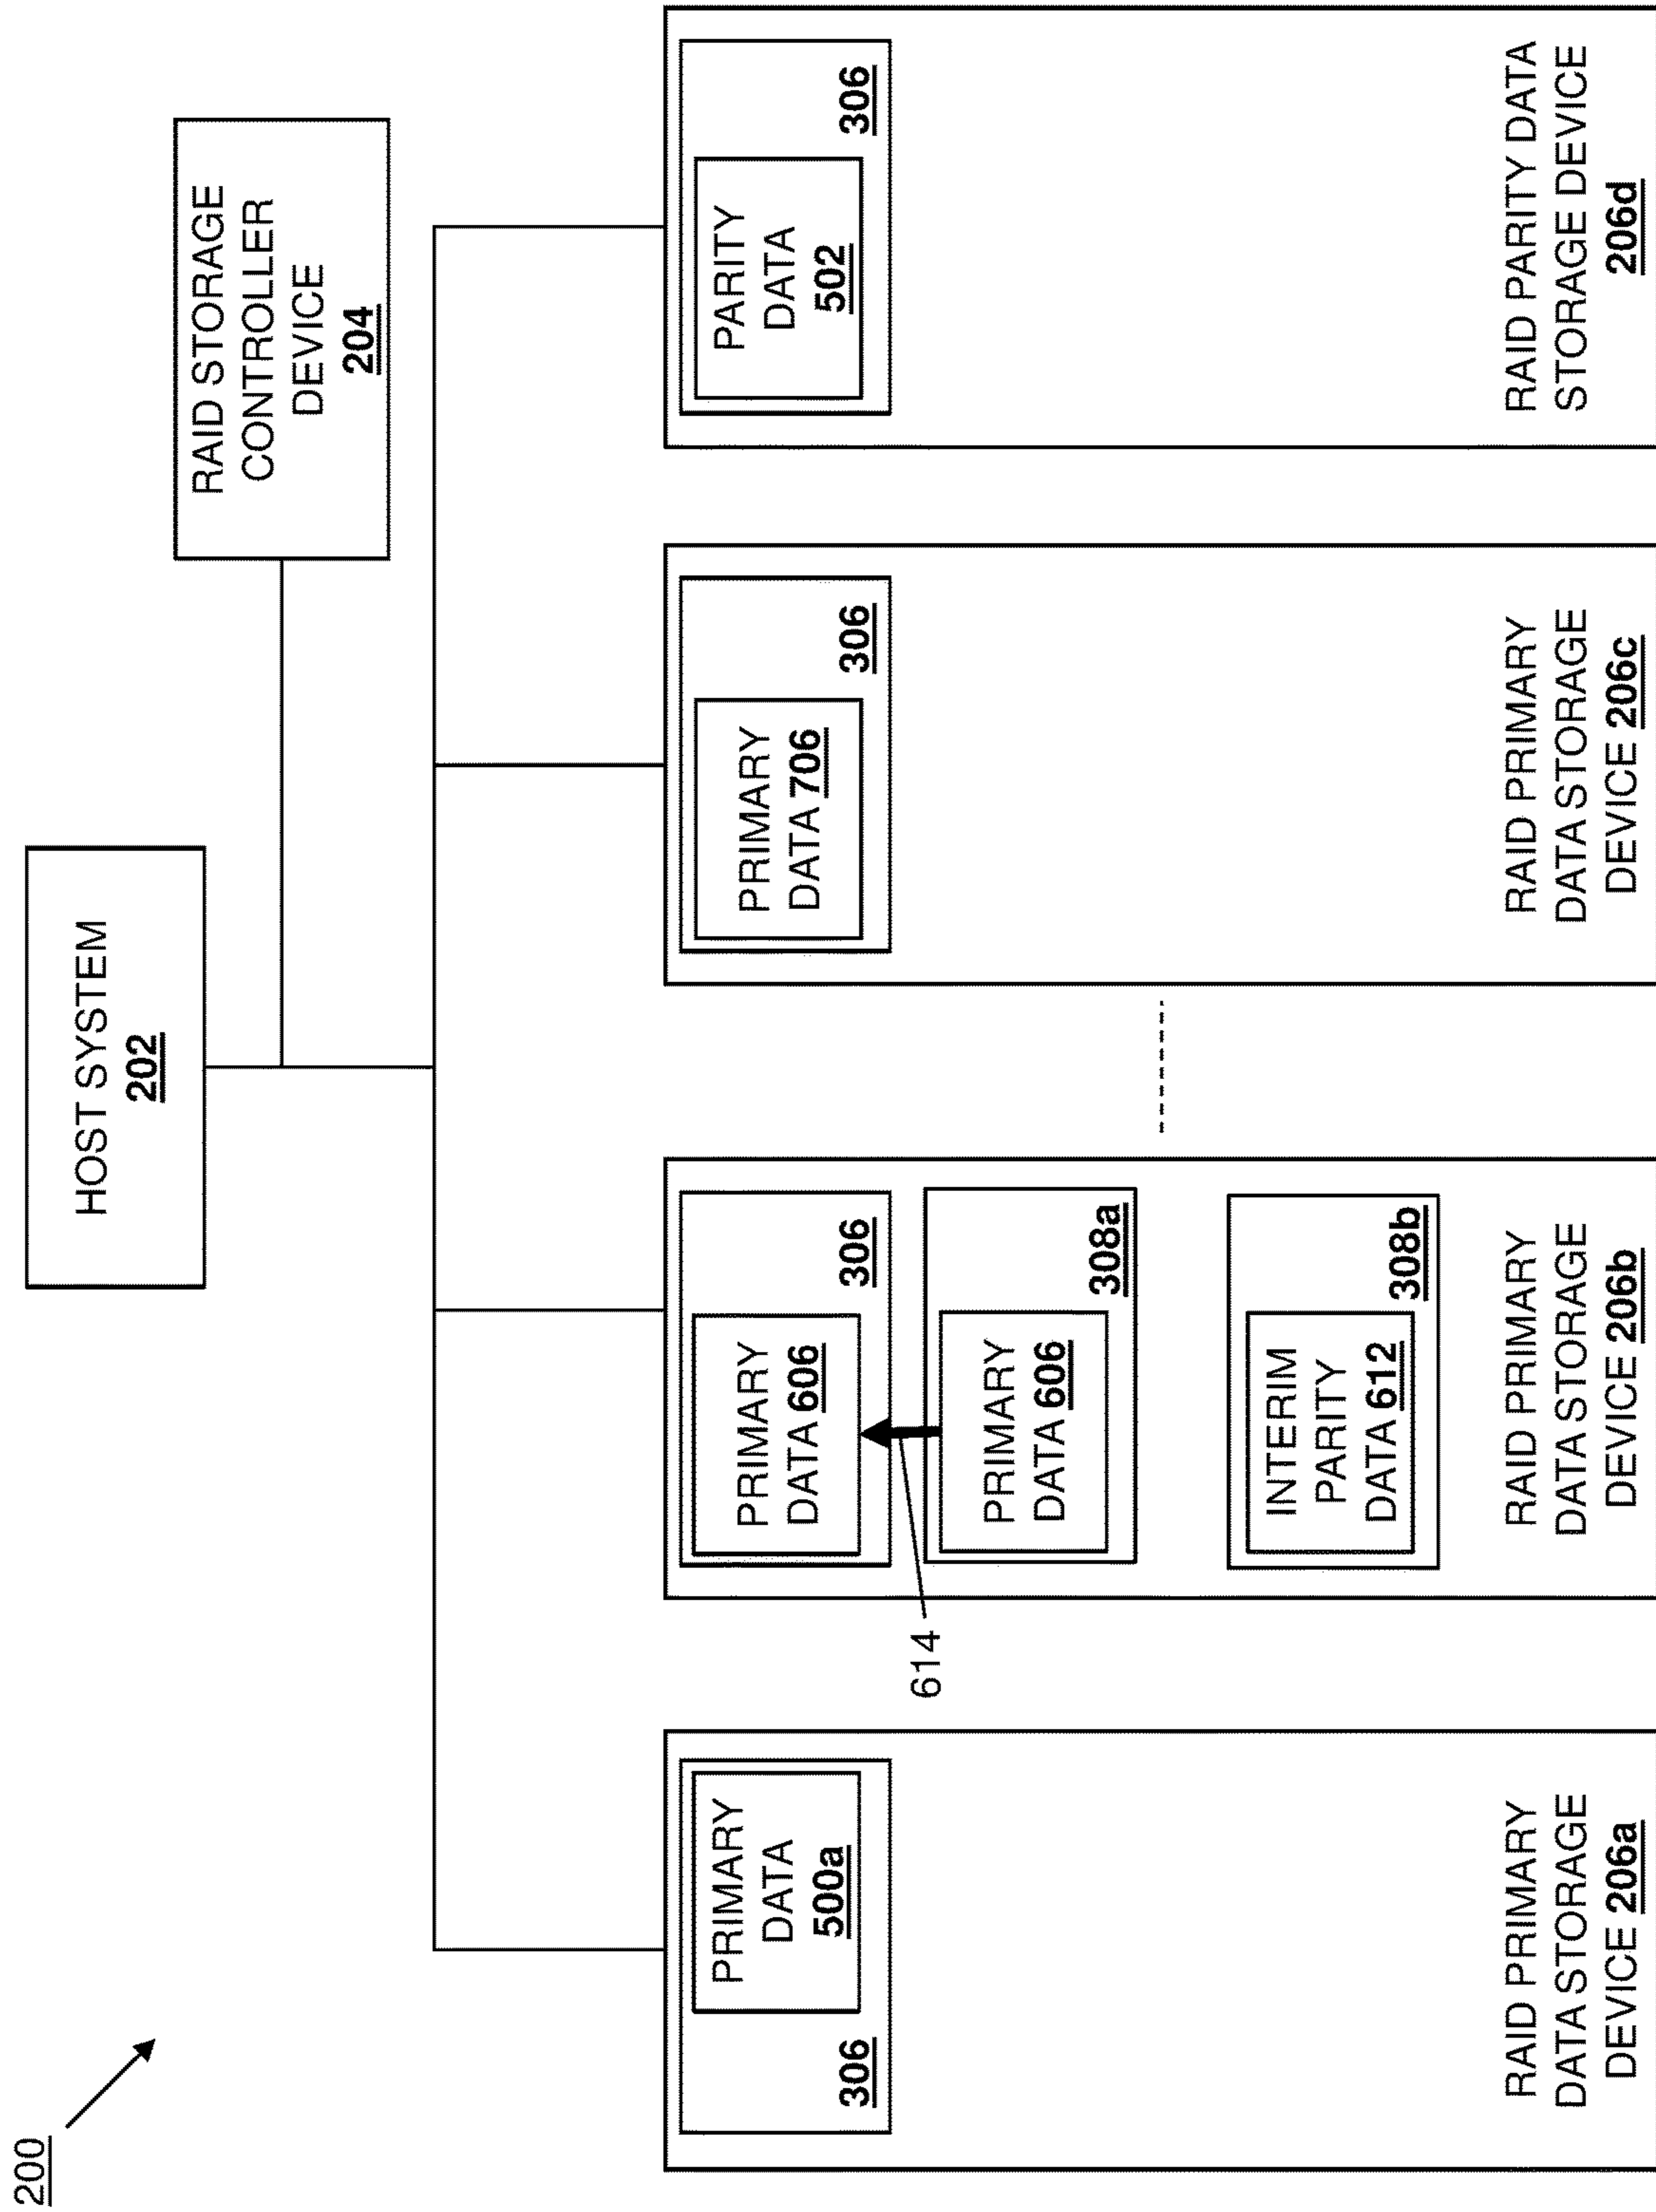 200
HOST SYSTEM
202
RAID STORAGE
CONTROLLER
DEVICE
204
PRIMARY
DATA
500a
306
RAID PRIMARY
DATA STORAGE
DEVICE 206a
614
PRIMARY
DATA 606
306
PRIMARY
DATA 606
308a
INTERIM
PARITY
DATA 612
308b
RAID PRIMARY
DATA STORAGE
DEVICE 206b
PRIMARY
DATA 706
306
RAID PRIMARY
DATA STORAGE
DEVICE 206c
PARITY
DATA
502
306
RAID PARITY DATA
STORAGE DEVICE
206d